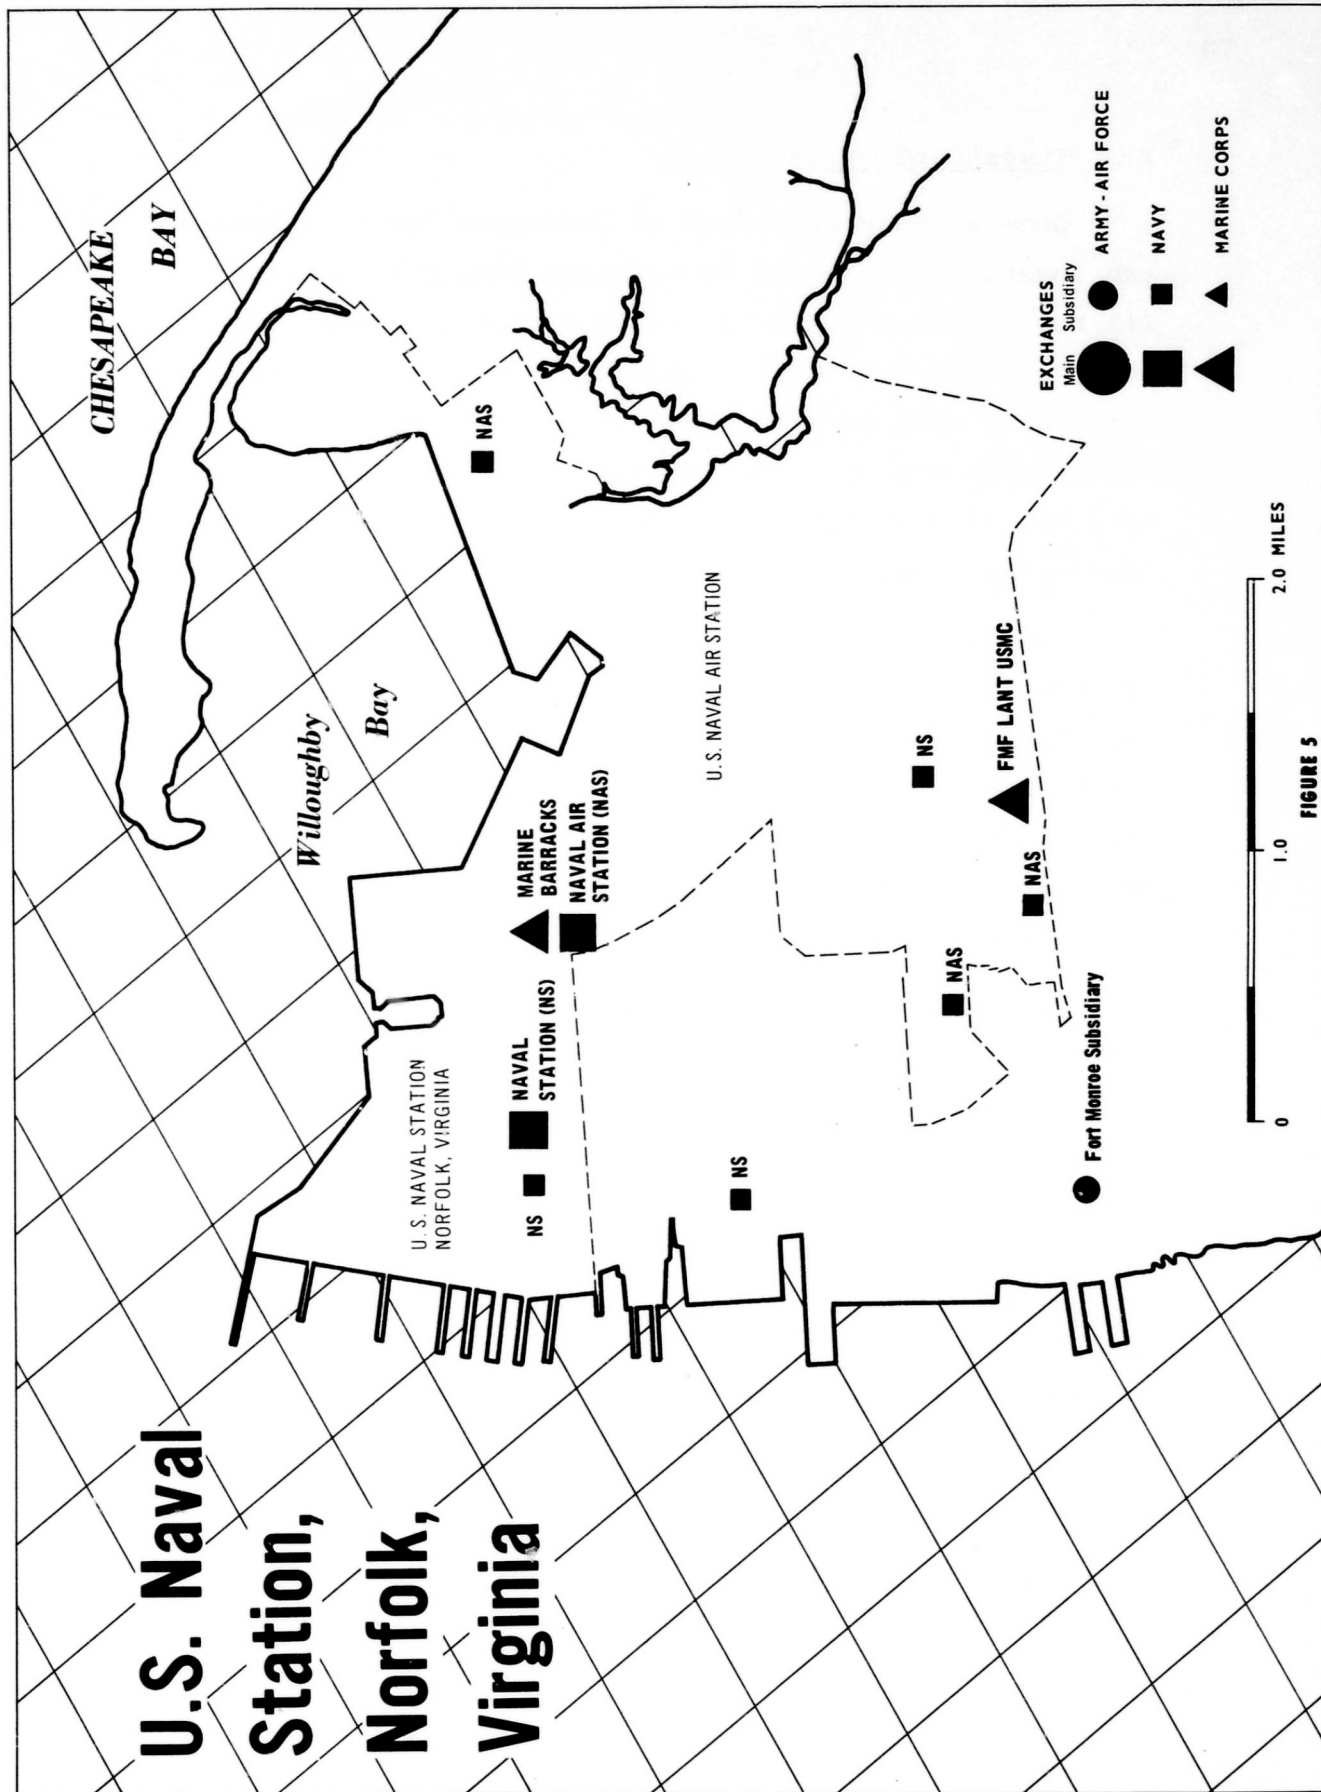 U.S. Naval
Station,
Norfolk,
Virginia
CHESAPEAKE
BAY
Willoughby
Bay
U.S. NAVAL STATION
NORFOLK, VIRGINIA
NS
NAVAL
STATION (NS)
MARINE
BARRACKS
NAVAL AIR
STATION (NAS)
NAS
U.S. NAVAL AIR STATION
NS
NS
NAS
NAS
FMF LANT USMC
Fort Monroe Subsidiary
EXCHANGES
Main Subsidiary
ARMY - AIR FORCE
NAVY
MARINE CORPS
0 1.0 2.0 MILES
FIGURE 5